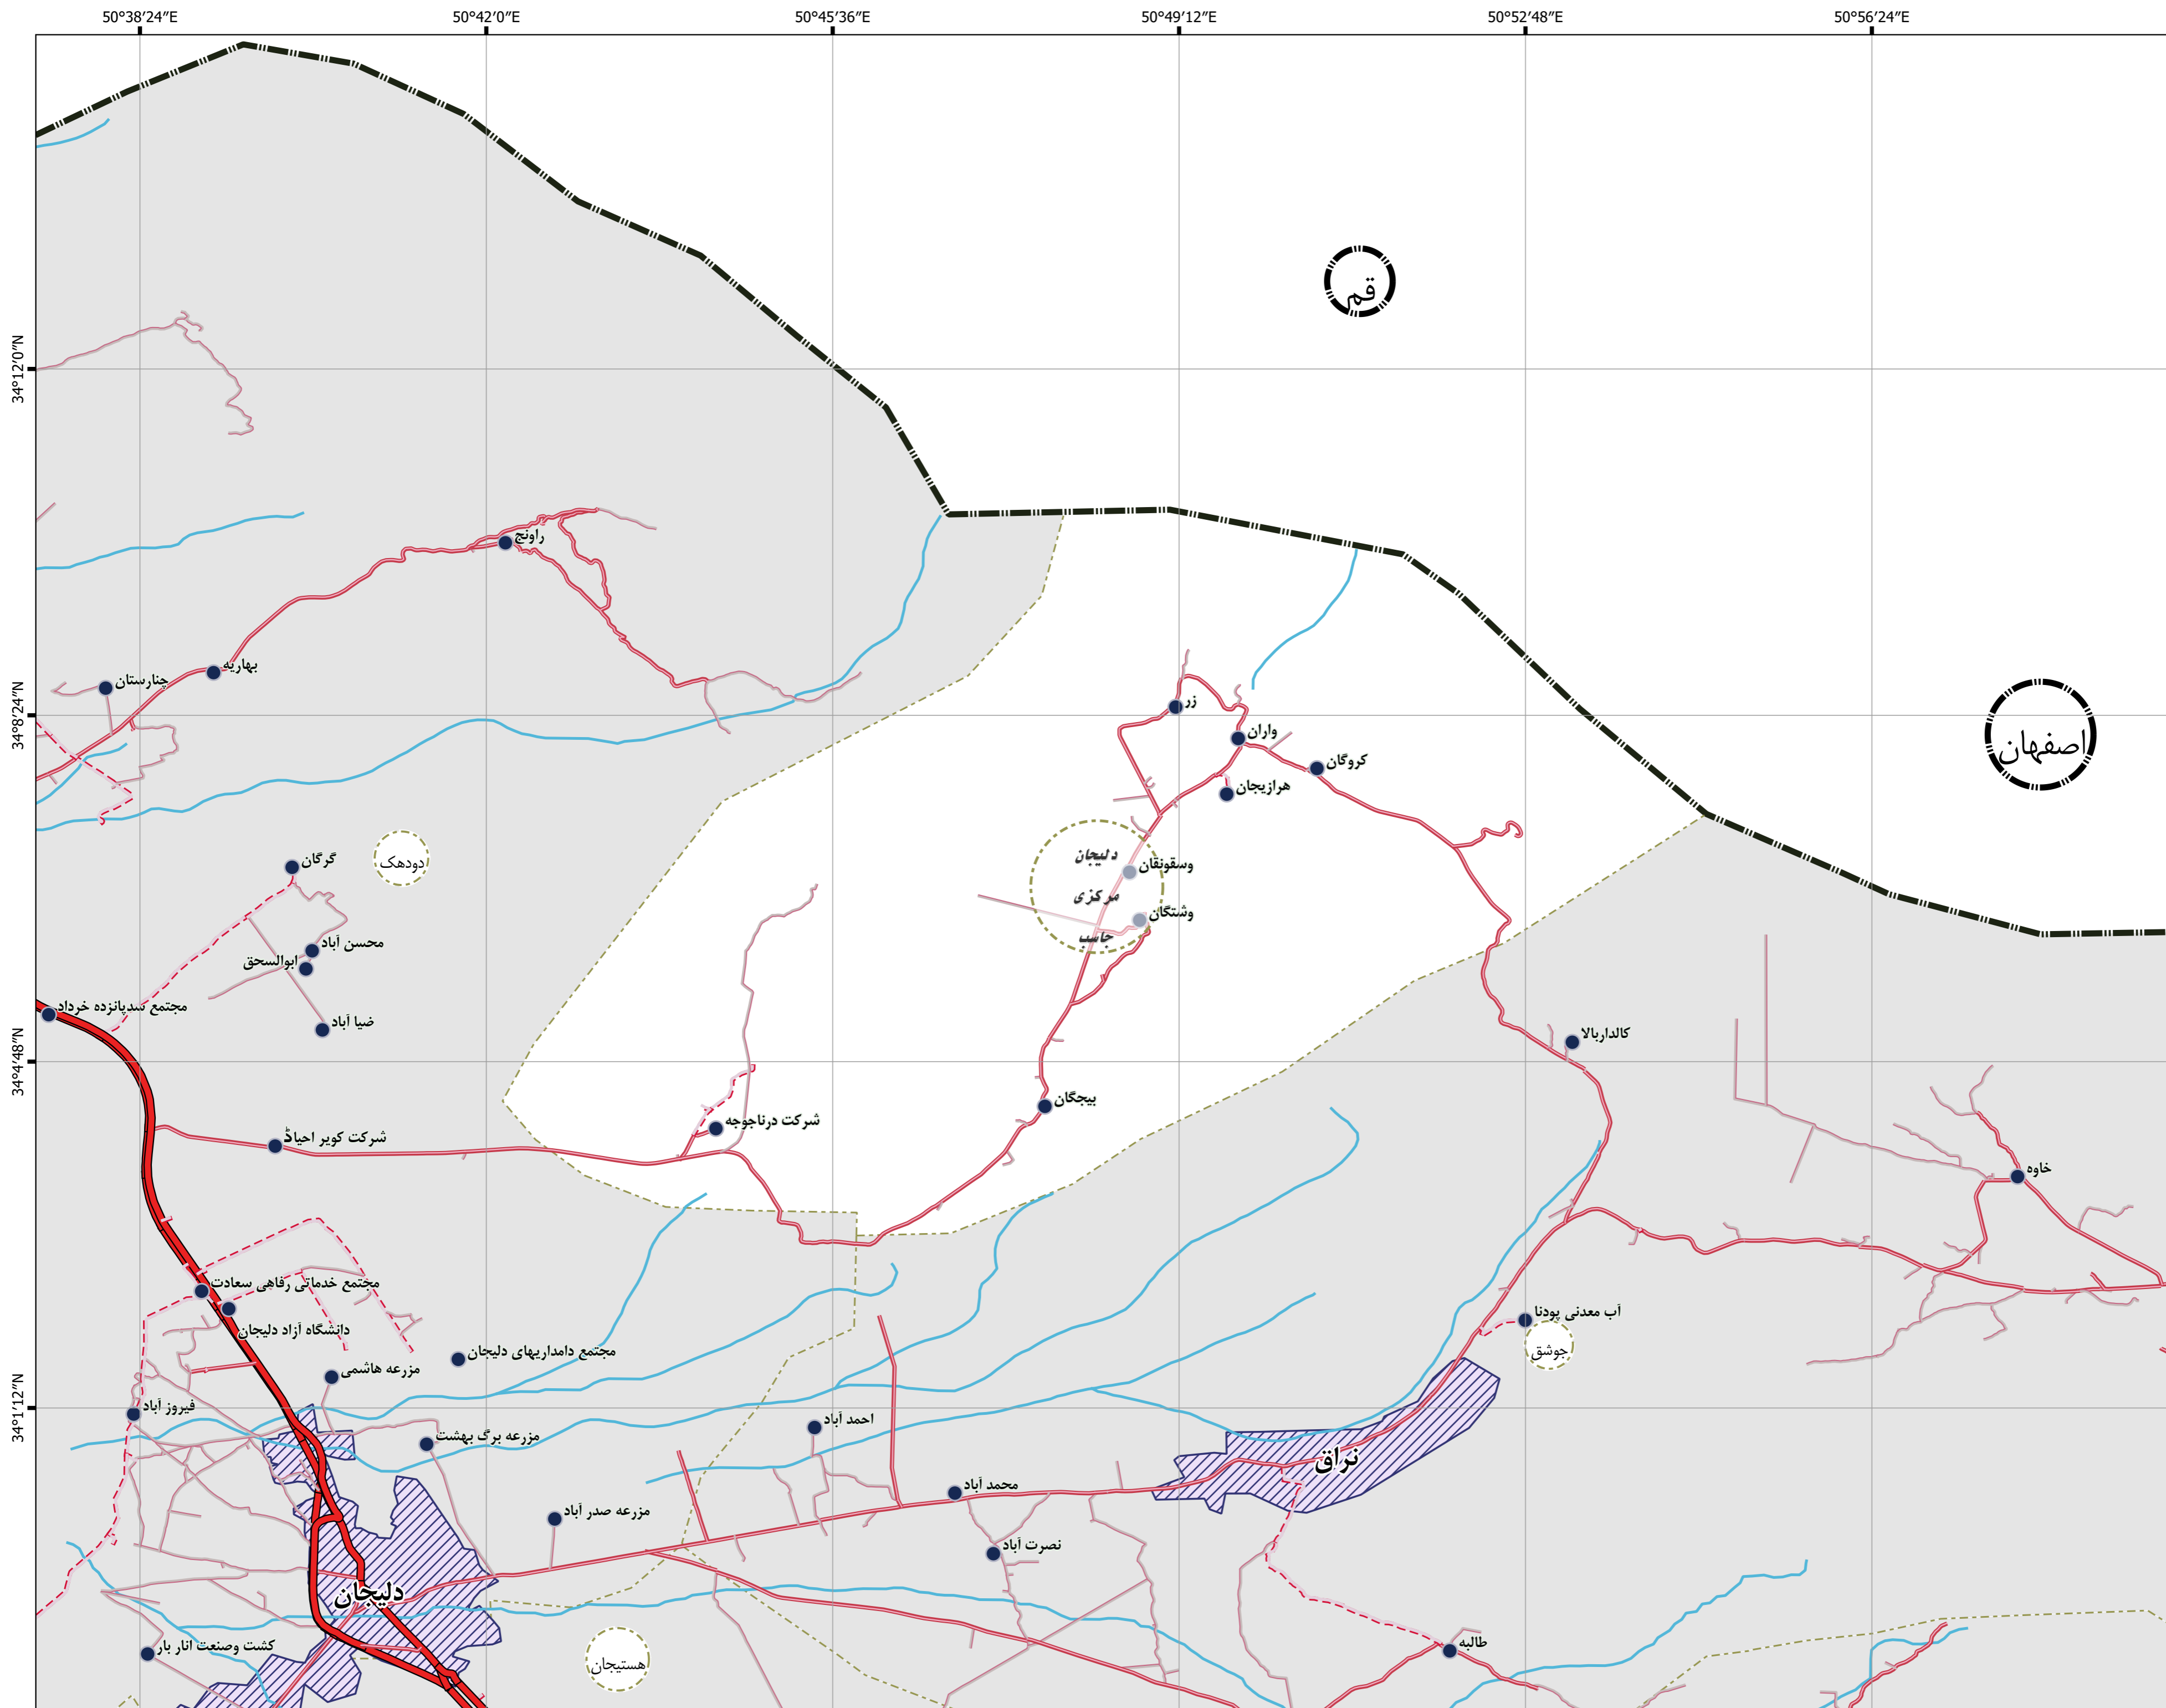 50°38'24"E
50°42'0"E
50°45'36"E
50°49'12"E
50°52'48"E
50°56'24"E
قم
34°12'0"N
راونج
بهاریه
چنارستان
34°8'24"N
زر
واران
اصفهان
کروگان
هرازیجان
دلیجان
مرکزی
جاسب
وسقونقان
وشتگان
گرگان
دودهک
محسن آباد
ابوالسحق
مجتمع سدپانزده خرداد
ضیا آباد
کالداربالا
34°4'48"N
بیجگان
شرکت درناجوجه
شرکت کویر احیاد
خاوه
مجتمع خدماتی رفاهی سعادت
دانشگاه آزاد دلیجان
آب معدنی پودنا
جوشق
مجتمع دامداریهای دلیجان
مزرعه هاشمی
فیروز آباد
34°1'12"N
احمد آباد
مزرعه برگ بهشت
نراق
محمد آباد
مزرعه صدر آباد
نصرت آباد
دلیجان
کشت وصنعت انار بار
هستیجان
طالبه